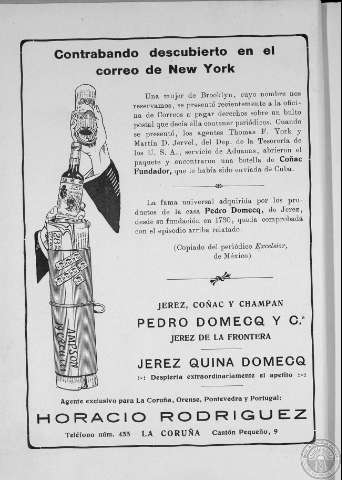 Contrabando descubierto en el
correo de New York
Una mujer de Brooklyn, cuyo nombre nos
reservamos, se presentó recientemente a la ofici-
na de Correos a pagar derechos sobre un bulto
postal que decía ella contener periódicos. Cuando
se presentó, los agentes Thomas F. York y
Martin D. Jervel, del Dep. de la Tesorería de
los U. S. A., servicio de Aduanas, abrieron el
paquete y encontraron una botella de Coñac
Fundador, que le había sido enviada de Cuba.
La fama universal adquirida por los pro-
ductos de la casa Pedro Domecq, de Jerez,
desde su fundación en 1730, queda comprobada
con el episodio arriba relatado.
(Copiado del periódico Excelsior,
de México)
JEREZ, COÑAC Y CHAMPAN
PEDRO DOMECQ Y C.ª
JEREZ DE LA FRONTERA
JEREZ QUINA DOMECQ
:-: Despierta extraordinariamente el apetito :-:
Agente exclusivo para La Coruña, Orense, Pontevedra y Portugal:
HORACIO RODRIGUEZ
Teléfono núm. 455 LA CORUÑA Cantón Pequeño, 9